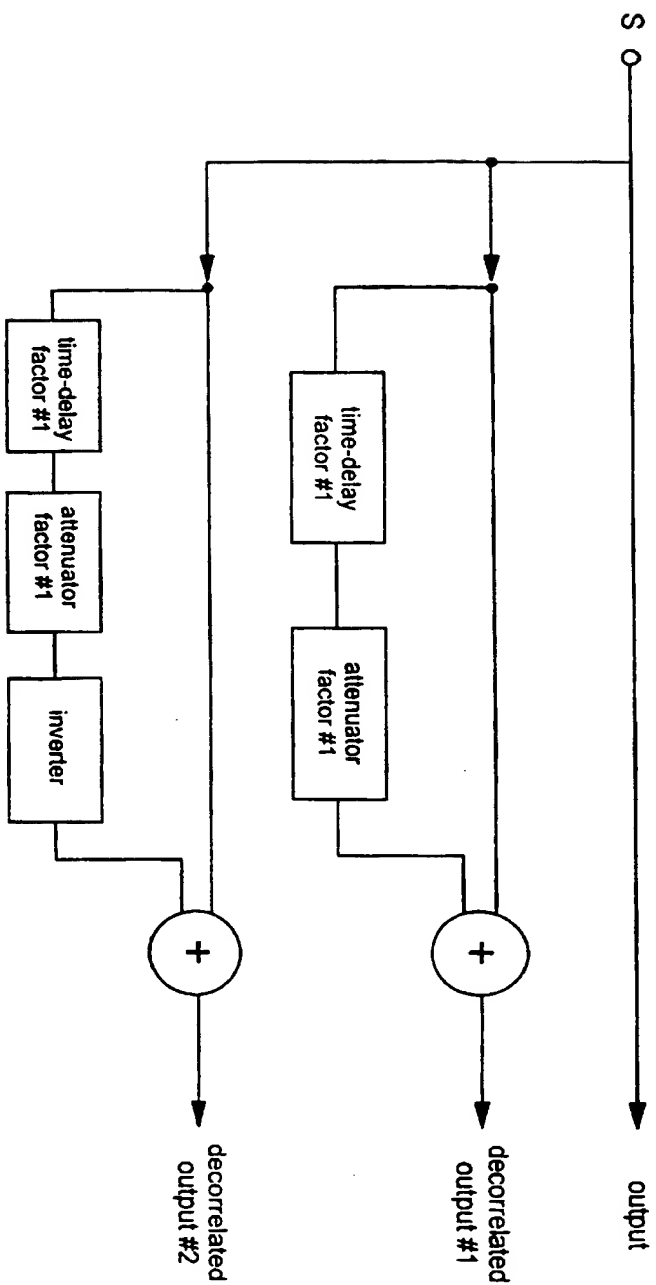 S
output
time-delay
factor #1
attenuator
factor #1
+
decorrelated
output #1
time-delay
factor #1
attenuator
factor #1
inverter
+
decorrelated
output #2